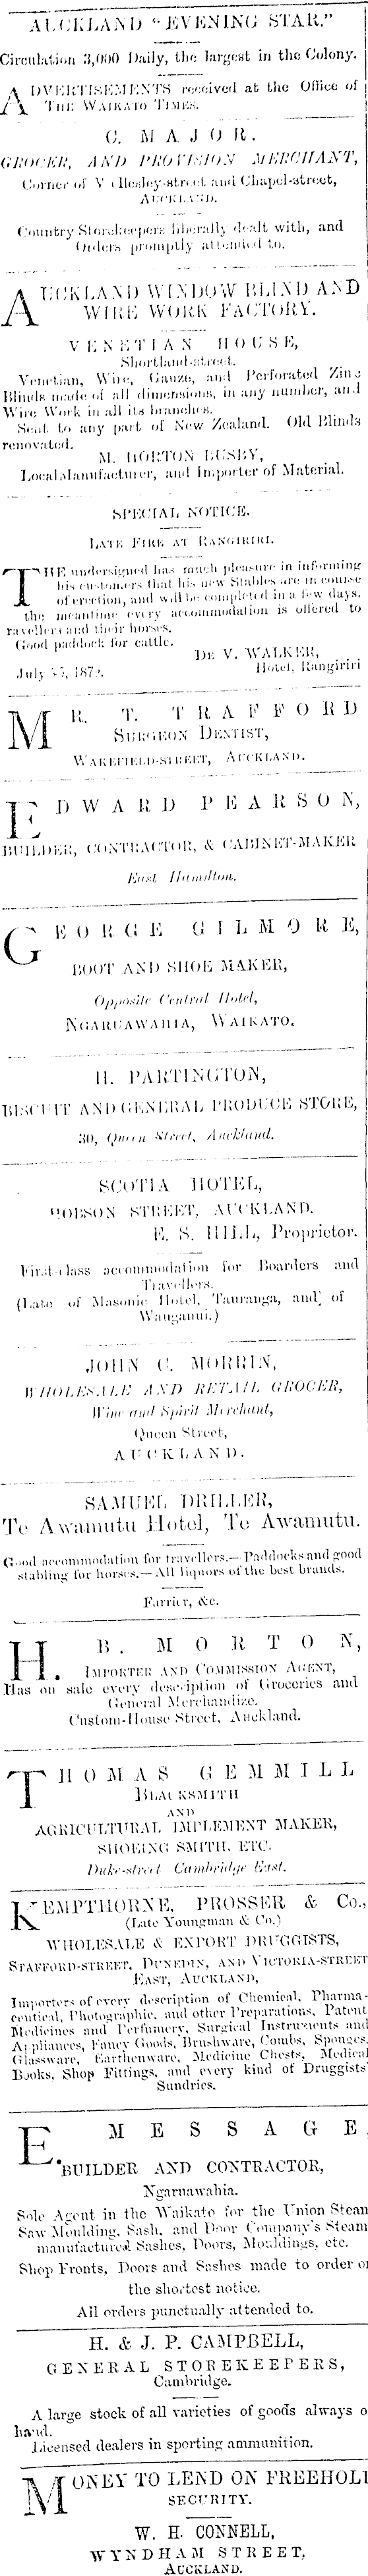 AUCKLAND "EVENING STAR."
Circulation 3,000 Daily, the largest in the Colony.
ADVERTISEMENTS received at the Office of
THE WAIKATO TIMES.
C. MAJOR.
GROCER, AND PROVISION MERCHANT,
Corner of Wellesley-street and Chapel-street,
AUCKLAND.
Country Storekeepers liberally dealt with, and
Orders promptly attended to.
AUCKLAND WINDOW BLIND AND
WIRE WORK FACTORY.
VENETIAN HOUSE,
Shortland-street.
Venetian, Wire, Gauze, and Perforated Zinc
Blinds made of all dimensions, in any number, and
Wire Work in all its branches.
Sent to any part of New Zealand. Old Blinds
renovated.
M. HORTON BUSBY,
Local Manufacturer, and Importer of Material.
SPECIAL NOTICE.
LATE FIRE AT RANGIRIRI.
THE undersigned has much pleasure in informing
his customers that his new Stables are in course
of erection, and will be completed in a few days.
the meantime every accommodation is offered to
ravellers and their horses.
Good paddock for cattle.
DE V. WALKER,
July 1872. Hotel, Rangiriri
MR. T. TRAFFORD
SURGEON DENTIST,
WAKEFIELD-STREET, AUCKLAND.
EDWARD PEARSON,
BUILDER, CONTRACTOR, & CABINET-MAKER
East Hamilton.
GEORGE GILMORE,
BOOT AND SHOE MAKER,
Opposite Central Hotel,
NGARUAWAHIA, WAIKATO.
H. PARTINGTON,
BISCUIT AND GENERAL PRODUCE STORE,
30, Queen Street, Auckland.
SCOTIA HOTEL,
HOBSON STREET, AUCKLAND.
E. S. HILL, Proprietor.
First-class accommodation for Boarders and
Travellers.
(Late of Masonic Hotel, Tauranga, and of
Wanganui.)
JOHN C. MORRIN,
WHOLESALE AND RETAIL GROCER,
Wine and Spirit Merchant,
Queen Street,
AUCKLAND.
SAMUEL DRILLER,
Te Awamutu Hotel, Te Awamutu.
Good accommodation for travellers.—Paddocks and good
stabling for horses.—All liquors of the best brands.
Farrier, &c.
H. B. MORTON,
IMPORTER AND COMMISSION AGENT,
Has on sale every description of Groceries and
General Merchandize.
Custom-House Street, Auckland.
THOMAS GEMMILL
BLACKSMITH
AND
AGRICULTURAL IMPLEMENT MAKER,
SHOEING SMITH, ETC.
Duke-street Cambridge East.
KEMPTHORNE, PROSSER & Co.,
(Late Youngman & Co.)
WHOLESALE & EXPORT DRUGGISTS,
STAFFORD-STREET, DUNEDIN, AND VICTORIA-STREET
EAST, AUCKLAND,
Importers of every description of Chemical, Pharma-
ceutical, Photographic, and other Preparations, Patent
Medicines and Perfumery, Surgical Instruments and
Appliances, Fancy Goods, Brushware, Combs, Sponges,
Glassware, Earthenware, Medicine Chests, Medical
Books, Shop Fittings, and every kind of Druggists'
Sundries.
E. MESSAGE,
BUILDER AND CONTRACTOR,
Ngaruawahia.
Sole Agent in the Waikato for the Union Steam
Saw Moulding, Sash, and Door Company's Steam
manufactured Sashes, Doors, Mouldings, etc.
Shop Fronts, Doors and Sashes made to order on
the shortest notice.
All orders punctually attended to.
H. & J. P. CAMPBELL,
GENERAL STOREKEEPERS,
Cambridge.
A large stock of all varieties of goods always o
hand.
Licensed dealers in sporting ammunition.
MONEY TO LEND ON FREEHOLD
SECURITY.
W. H. CONNELL,
WYNDHAM STREET,
AUCKLAND.